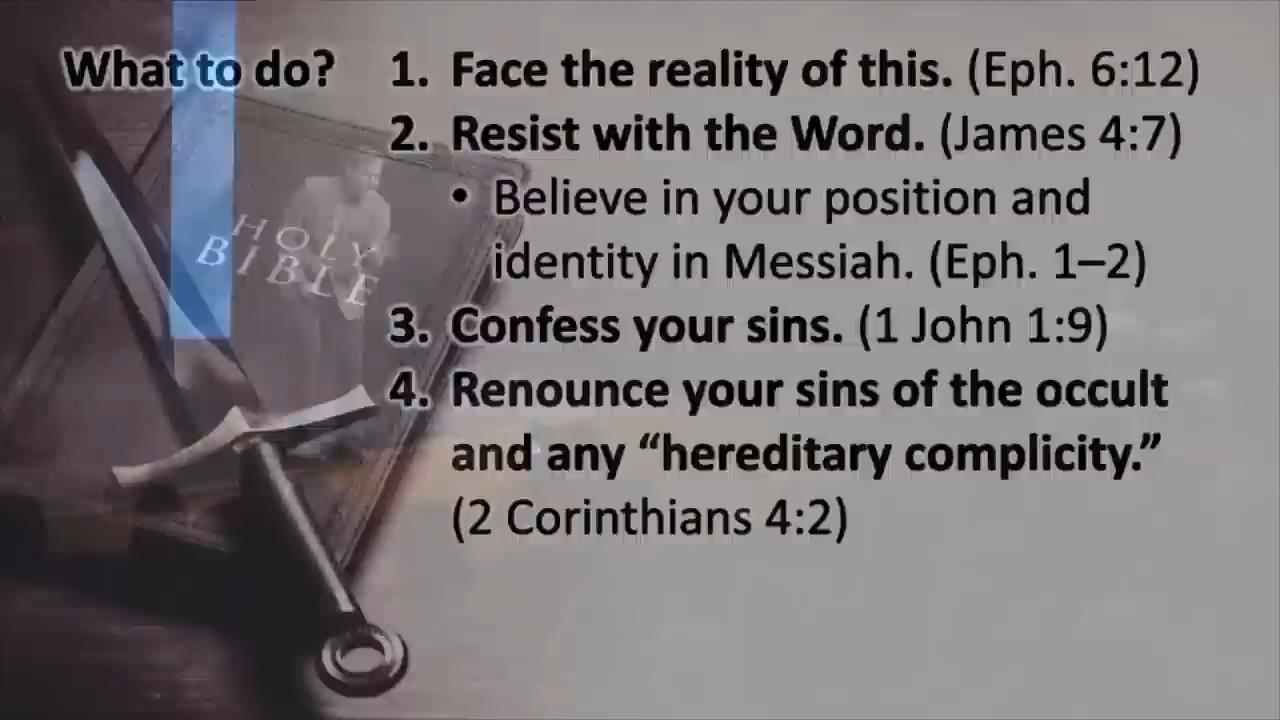 What to do?
1. Face the reality of this. (Eph. 6:12)
2. Resist with the Word. (James 4:7)
• Believe in your position and
identity in Messiah. (Eph. 1–2)
3. Confess your sins. (1 John 1:9)
4. Renounce your sins of the occult
and any “hereditary complicity.”
(2 Corinthians 4:2)
HOLY
BIBLE